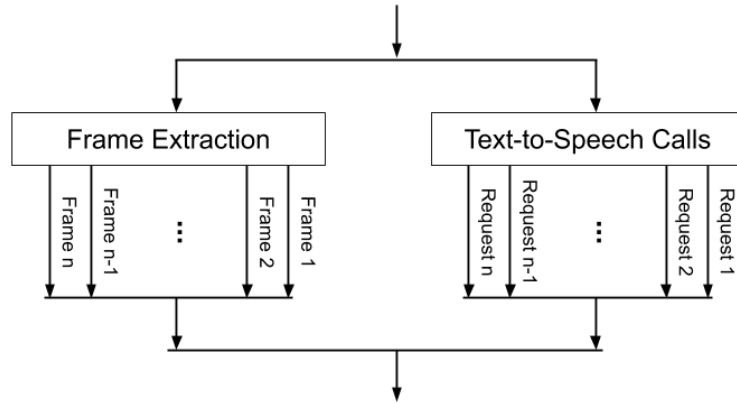 Frame Extraction
Text-to-Speech Calls
Frame n
Frame n-1
...
Frame 2
Frame 1
Request n
Request n-1
...
Request 2
Request 1